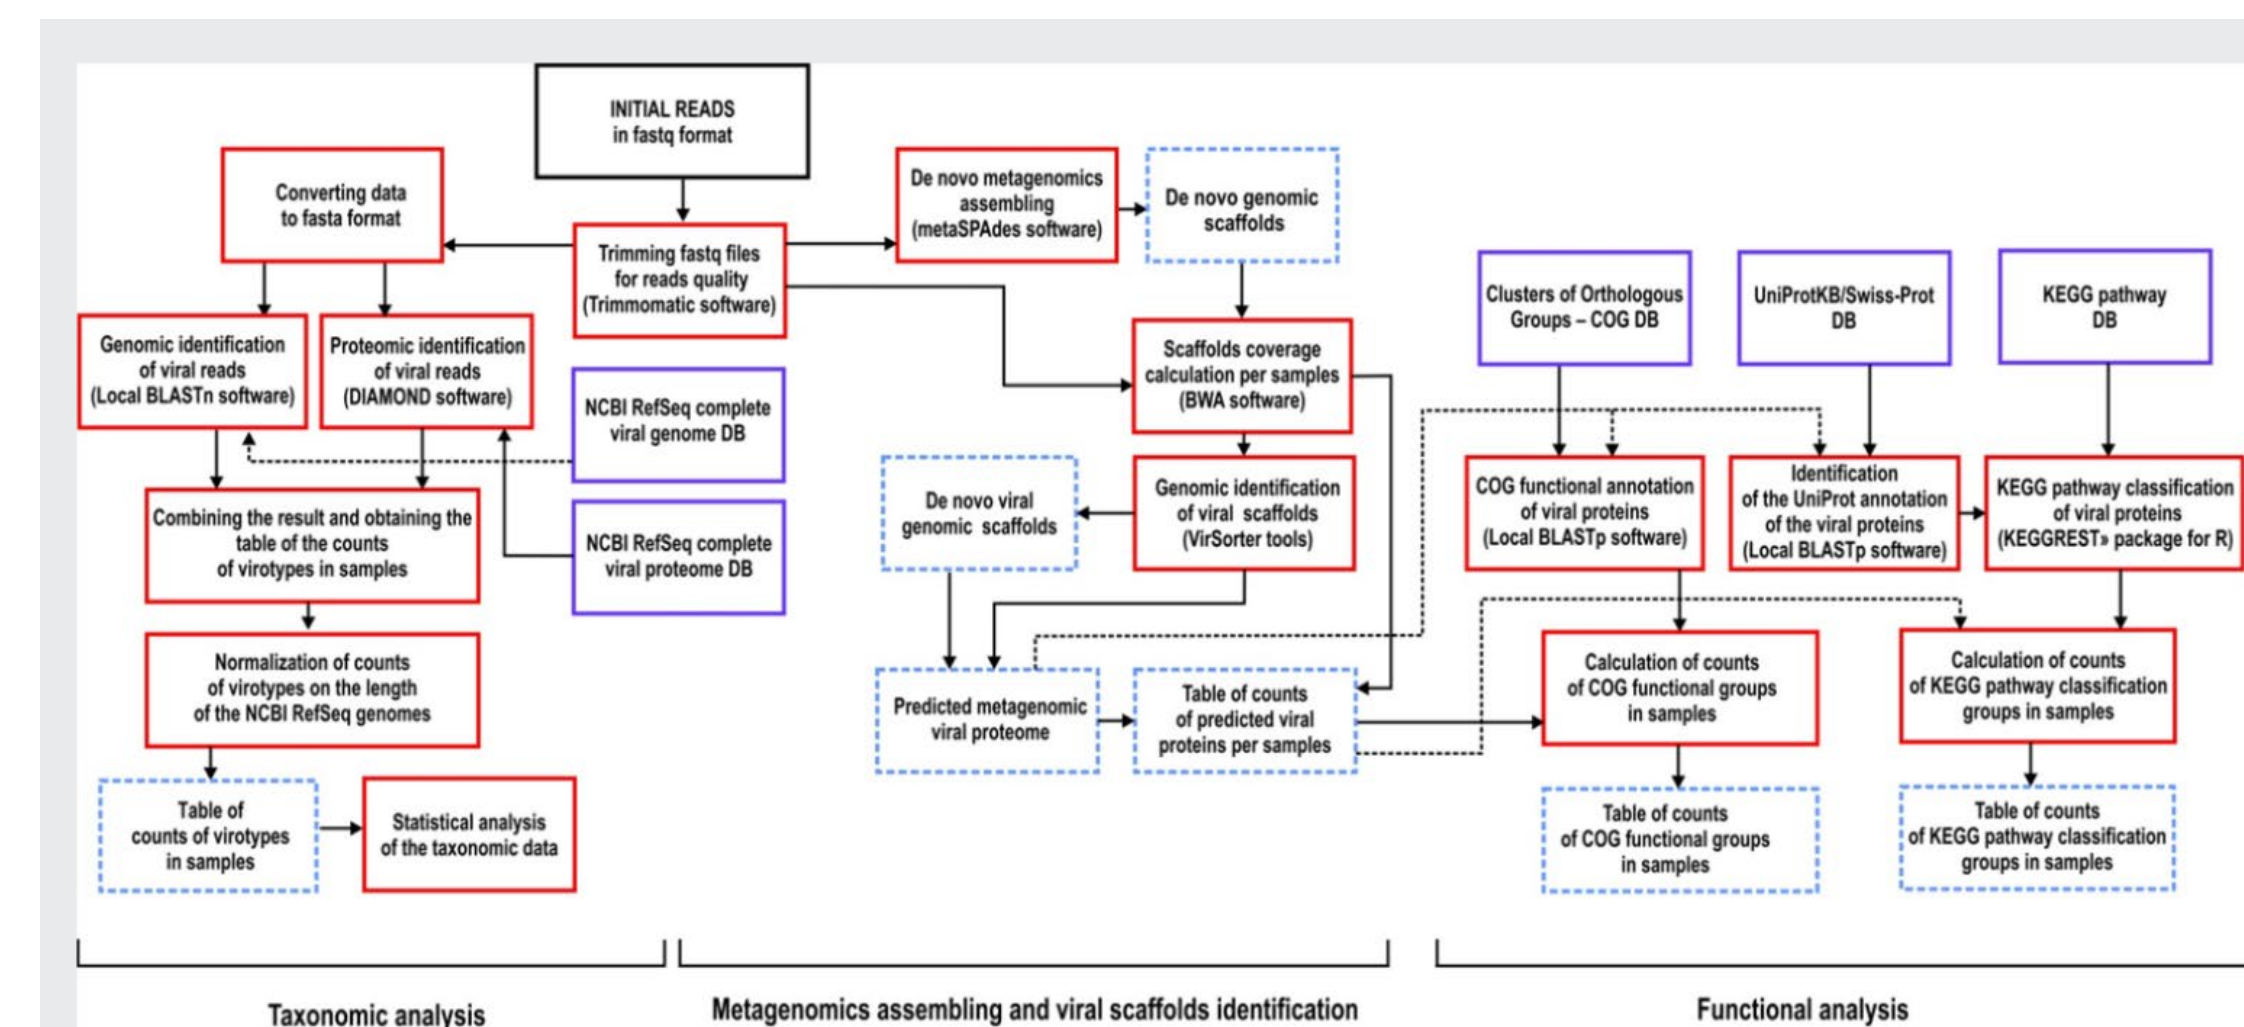 INITIAL READS
in fastq format
Converting data
to fasta format
Trimming fastq files
for reads quality
(Trimmomatic software)
De novo metagenomics
assembling
(metaSPAdes software)
De novo genomic
scaffolds
Genomic identification
of viral reads
(Local BLASTn software)
Proteomic identification
of viral reads
(DIAMOND software)
NCBI RefSeq complete
viral genome DB
NCBI RefSeq complete
viral proteome DB
Combining the result and obtaining the
table of the counts
of virotypes in samples
Normalization of counts
of virotypes on the length
of the NCBI RefSeq genomes
Table of
counts of virotypes
in samples
Statistical analysis
of the taxonomic data
Scaffolds coverage
calculation per samples
(BWA software)
Genomic identification
of viral scaffolds
(VirSorter tools)
De novo viral
genomic scaffolds
Predicted metagenomic
viral proteome
Table of counts
of predicted viral
proteins per samples
Clusters of Orthologous
Groups – COG DB
UniProtKB/Swiss-Prot
DB
KEGG pathway
DB
COG functional annotation
of viral proteins
(Local BLASTp software)
Identification
of the UniProt annotation
of the viral proteins
(Local BLASTp software)
KEGG pathway classification
of viral proteins
(KEGGREST» package for R)
Calculation of counts
of COG functional groups
in samples
Calculation of counts
of KEGG pathway classification
groups in samples
Table of counts
of COG functional groups
in samples
Table of counts
of KEGG pathway classification
groups in samples
Taxonomic analysis
Metagenomics assembling and viral scaffolds identification
Functional analysis